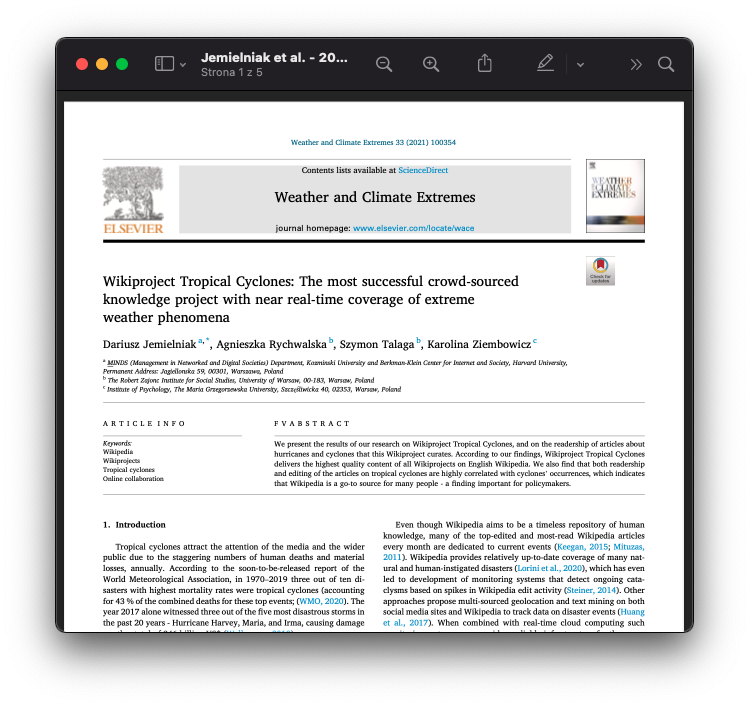 Jemielniak et al. - 20...
Strona 1 z 5
Weather and Climate Extremes 33 (2021) 100354
Contents lists available at ScienceDirect
Weather and Climate Extremes
journal homepage: www.elsevier.com/locate/wace
ELSEVIER
WEATHER
& CLIMATE
EXTREMES
Check for
updates
Wikiproject Tropical Cyclones: The most successful crowd-sourced
knowledge project with near real-time coverage of extreme
weather phenomena
Dariusz Jemielniak a,*, Agnieszka Rychwalska b, Szymon Talaga b, Karolina Ziembowicz c
a MINDS (Management in Networked and Digital Societies) Department, Kozminski University and Berkman-Klein Center for Internet and Society, Harvard University,
Permanent Address: Jagiellonska 59, 00301, Warszawa, Poland
b The Robert Zajonc Institute for Social Studies, University of Warsaw, 00-183, Warsaw, Poland
c Institute of Psychology, The Maria Grzegorzewska University, Szczęśliwicka 40, 02353, Warsaw, Poland
ARTICLE INFO
Keywords:
Wikipedia
Wikiprojects
Tropical cyclones
Online collaboration
FVABSTRACT
We present the results of our research on Wikiproject Tropical Cyclones, and on the readership of articles about
hurricanes and cyclones that this Wikiproject curates. According to our findings, Wikiproject Tropical Cyclones
delivers the highest quality content of all Wikiprojects on English Wikipedia. We also find that both readership
and editing of the articles on tropical cyclones are highly correlated with cyclones' occurrences, which indicates
that Wikipedia is a go-to source for many people - a finding important for policymakers.
1. Introduction
Tropical cyclones attract the attention of the media and the wider
public due to the staggering numbers of human deaths and material
losses, annually. According to the soon-to-be-released report of the
World Meteorological Association, in 1970–2019 three out of ten di-
sasters with highest mortality rates were tropical cyclones (accounting
for 43 % of the combined deaths for these top events; (WMO, 2020). The
year 2017 alone witnessed three out of the five most disastrous storms in
the past 20 years - Hurricane Harvey, Maria, and Irma, causing damage
Even though Wikipedia aims to be a timeless repository of human
knowledge, many of the top-edited and most-read Wikipedia articles
every month are dedicated to current events (Keegan, 2015; Mituzas,
2011). Wikipedia provides relatively up-to-date coverage of many nat-
ural and human-instigated disasters (Lorini et al., 2020), which has even
led to development of monitoring systems that detect ongoing cata-
clysms based on spikes in Wikipedia edit activity (Steiner, 2014). Other
approaches propose multi-sourced geolocation and text mining on both
social media sites and Wikipedia to track data on disaster events (Huang
et al., 2017). When combined with real-time cloud computing such